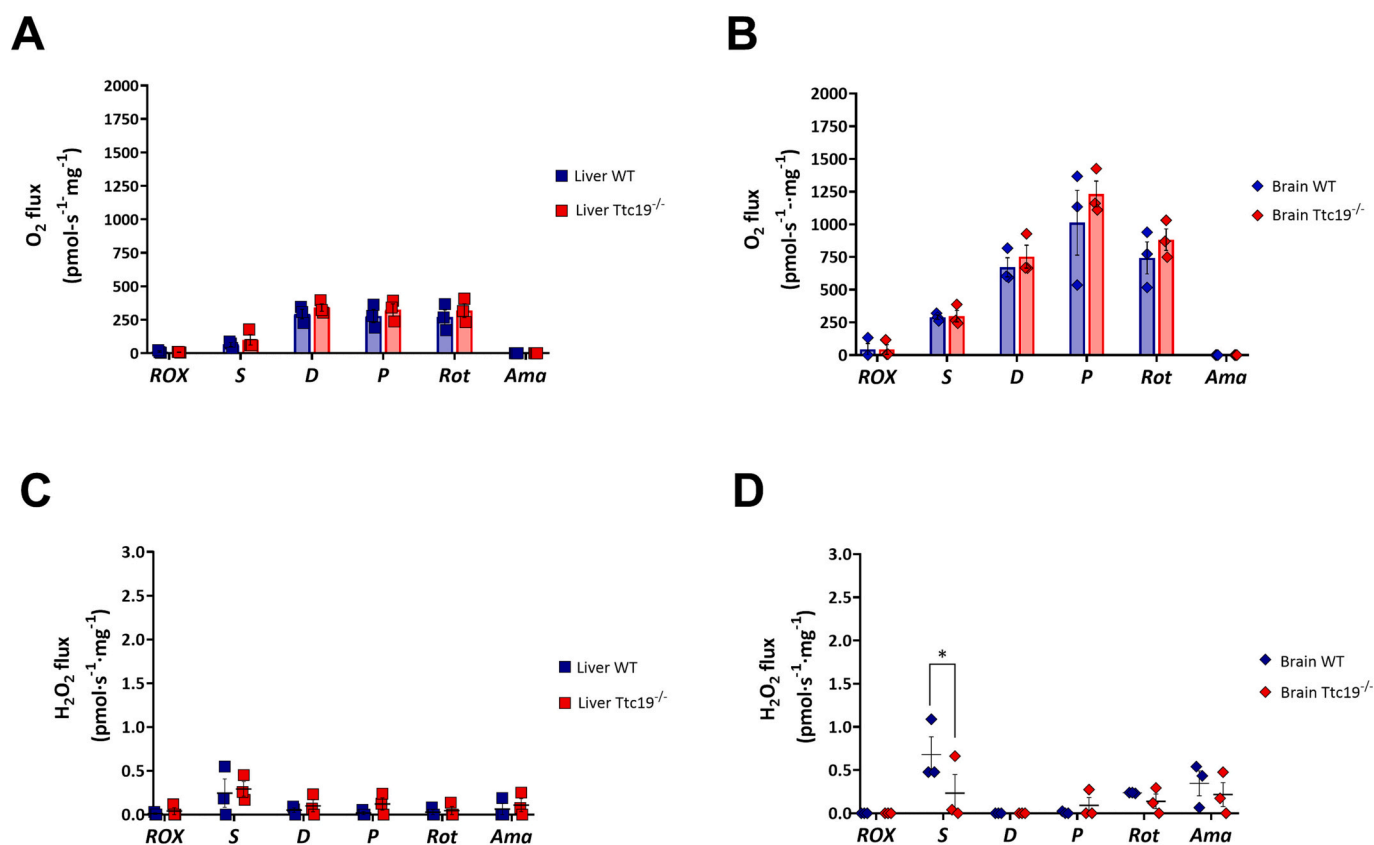 A
2000
1750
1500
1250
1000
750
500
250
0
O₂ flux
(pmol·s⁻¹·mg⁻¹)
ROX S D P Rot Ama
Liver WT
Liver Ttc19⁻/⁻
B
2000
1750
1500
1250
1000
750
500
250
0
O₂ flux
(pmol·s⁻¹·mg⁻¹)
ROX S D P Rot Ama
Brain WT
Brain Ttc19⁻/⁻
C
3.0
2.5
2.0
1.5
1.0
0.5
0.0
H₂O₂ flux
(pmol·s⁻¹·mg⁻¹)
ROX S D P Rot Ama
Liver WT
Liver Ttc19⁻/⁻
D
3.0
2.5
2.0
1.5
1.0
0.5
0.0
H₂O₂ flux
(pmol·s⁻¹·mg⁻¹)
*
ROX S D P Rot Ama
Brain WT
Brain Ttc19⁻/⁻